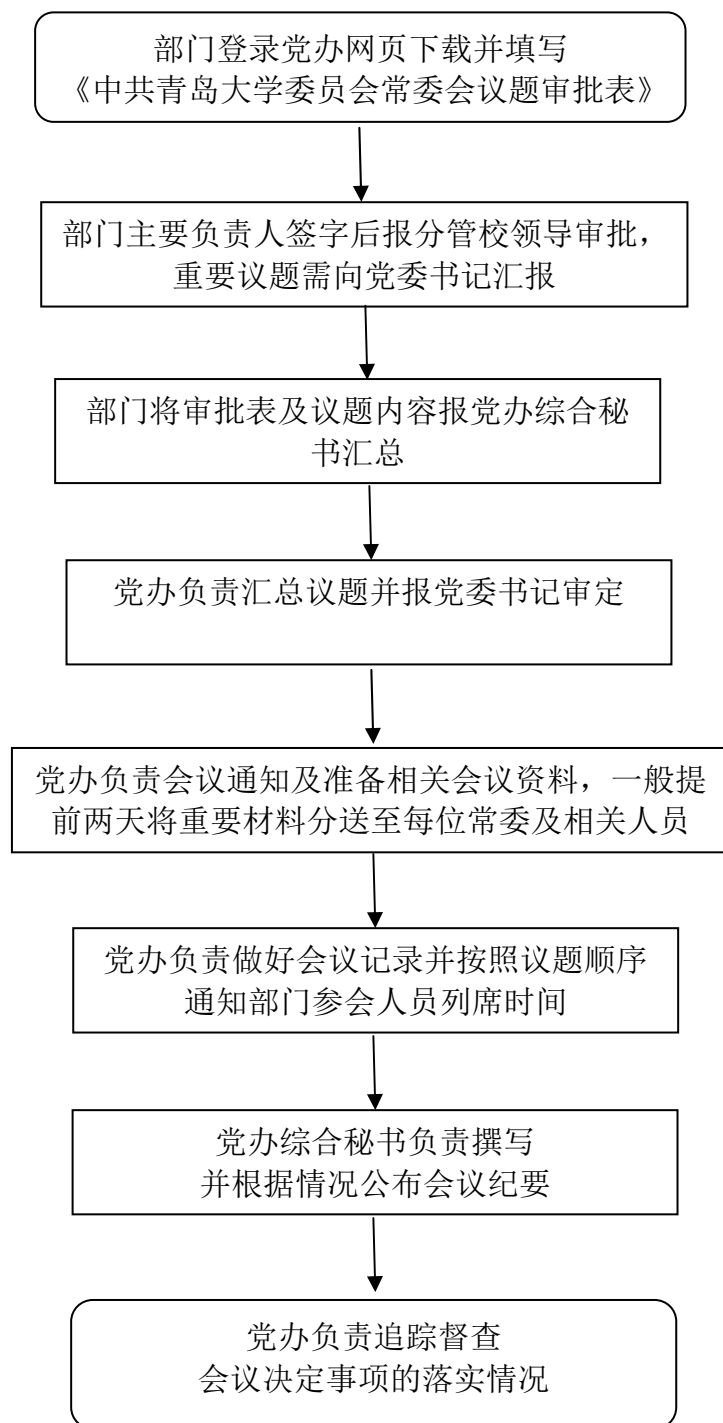 部门登录党办网页下载并填写
《中共青岛大学委员会常委会议题审批表》
部门主要负责人签字后报分管校领导审批，
重要议题需向党委书记汇报
部门将审批表及议题内容报党办综合秘
书汇总
党办负责汇总议题并报党委书记审定
党办负责会议通知及准备相关会议资料，一般提
前两天将重要材料分送至每位常委及相关人员
党办负责做好会议记录并按照议题顺序
通知部门参会人员列席时间
党办综合秘书负责撰写
并根据情况公布会议纪要
党办负责追踪督查
会议决定事项的落实情况